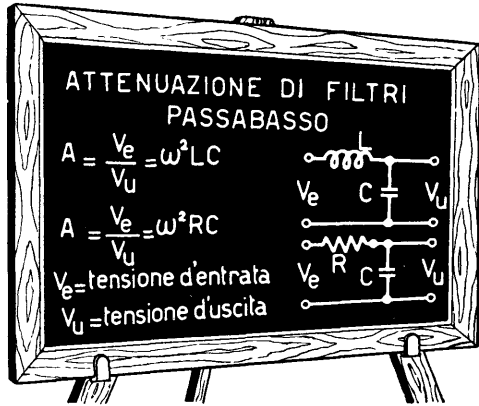 ATTENUAZIONE DI FILTRI
PASSABASSO
A = Ve/Vu = ω²LC
L
Ve C Vu
A = Ve/Vu = ω²RC
Ve R C Vu
Ve = tensione d'entrata
Vu = tensione d'uscita